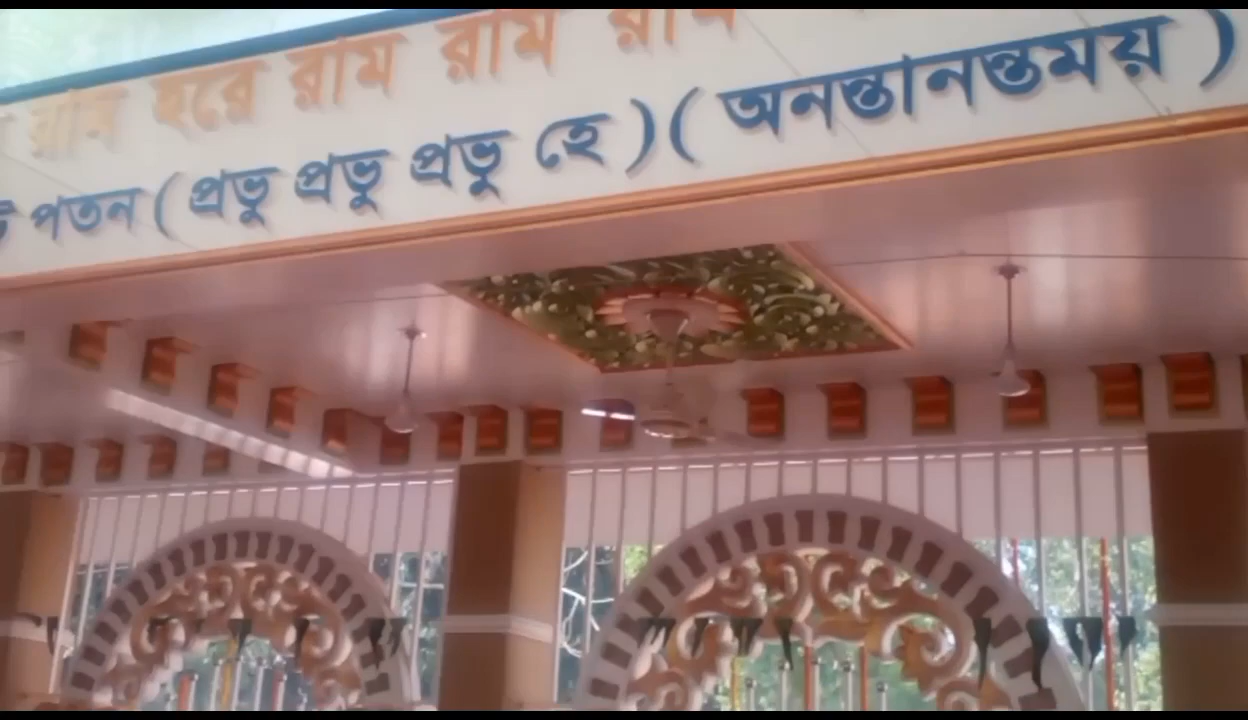 রাম হরে রাম রাম রাম
পতন ( প্রভু প্রভু প্রভু হে ) ( অনন্তানন্তময় )